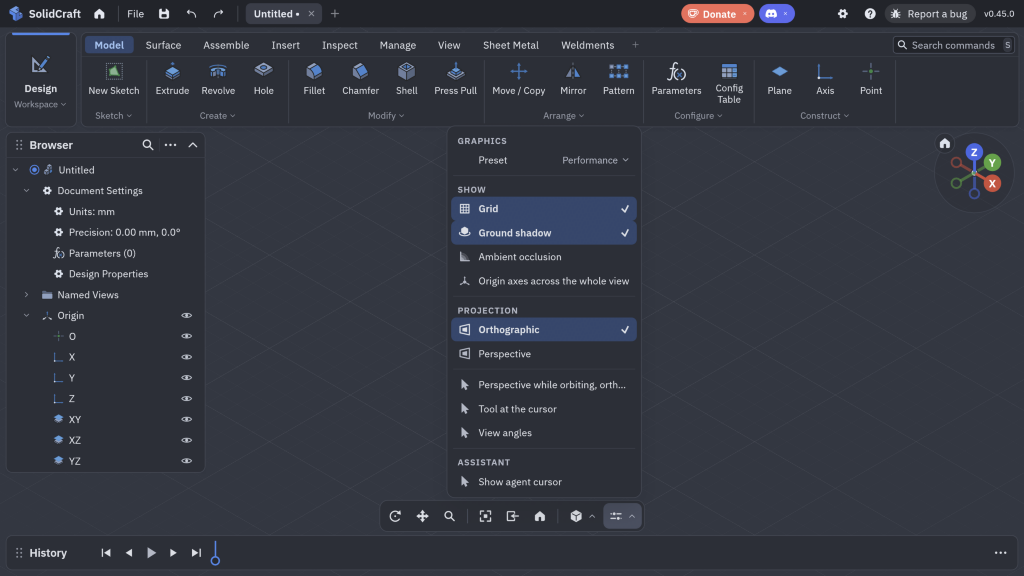 SolidCraft
File
Untitled •
Donate
Report a bug
v0.45.0
Design
Workspace
Model
Surface
Assemble
Insert
Inspect
Manage
View
Sheet Metal
Weldments
Search commands
S
New Sketch
Extrude
Revolve
Hole
Fillet
Chamfer
Shell
Press Pull
Move / Copy
Mirror
Pattern
Parameters
Config
Table
Plane
Axis
Point
Sketch
Create
Modify
Arrange
Configure
Construct
Browser
Untitled
Document Settings
Units: mm
Precision: 0.00 mm, 0.0°
Parameters (0)
Design Properties
Named Views
Origin
O
X
Y
Z
XY
XZ
YZ
GRAPHICS
Preset
Performance
SHOW
Grid
Ground shadow
Ambient occlusion
Origin axes across the whole view
PROJECTION
Orthographic
Perspective
Perspective while orbiting, orth...
Tool at the cursor
View angles
ASSISTANT
Show agent cursor
Z
Y
X
History